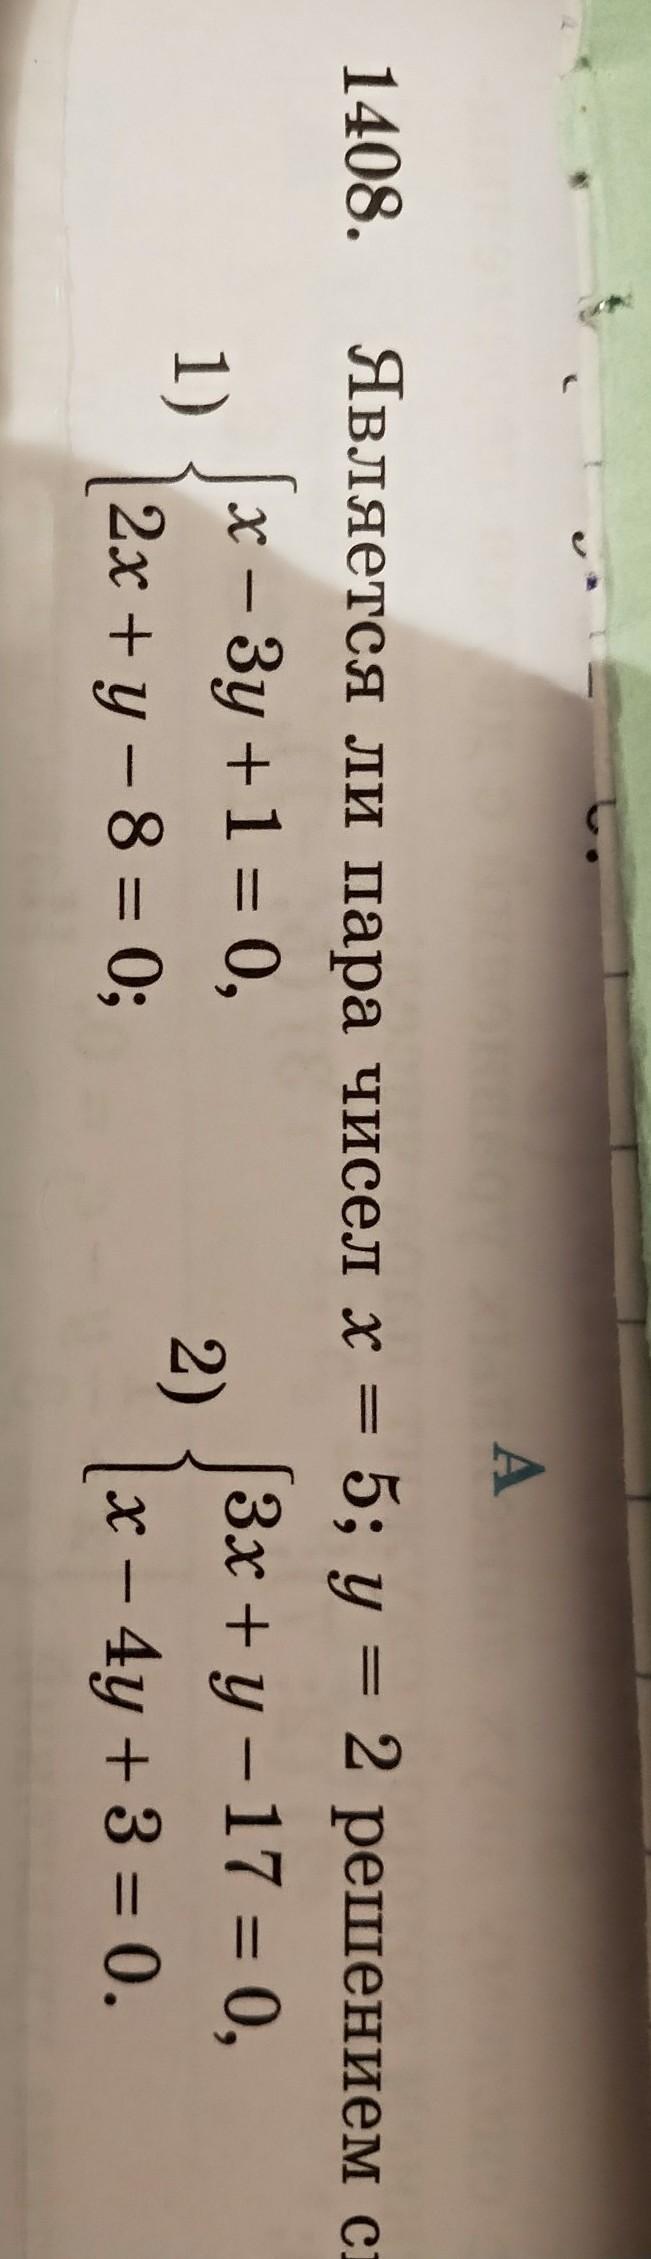 А
1408. Является ли пара чисел x = 5; y = 2 решением
1) { x − 3y + 1 = 0,
2x + y − 8 = 0;
2) { 3x + y − 17 = 0,
x − 4y + 3 = 0.